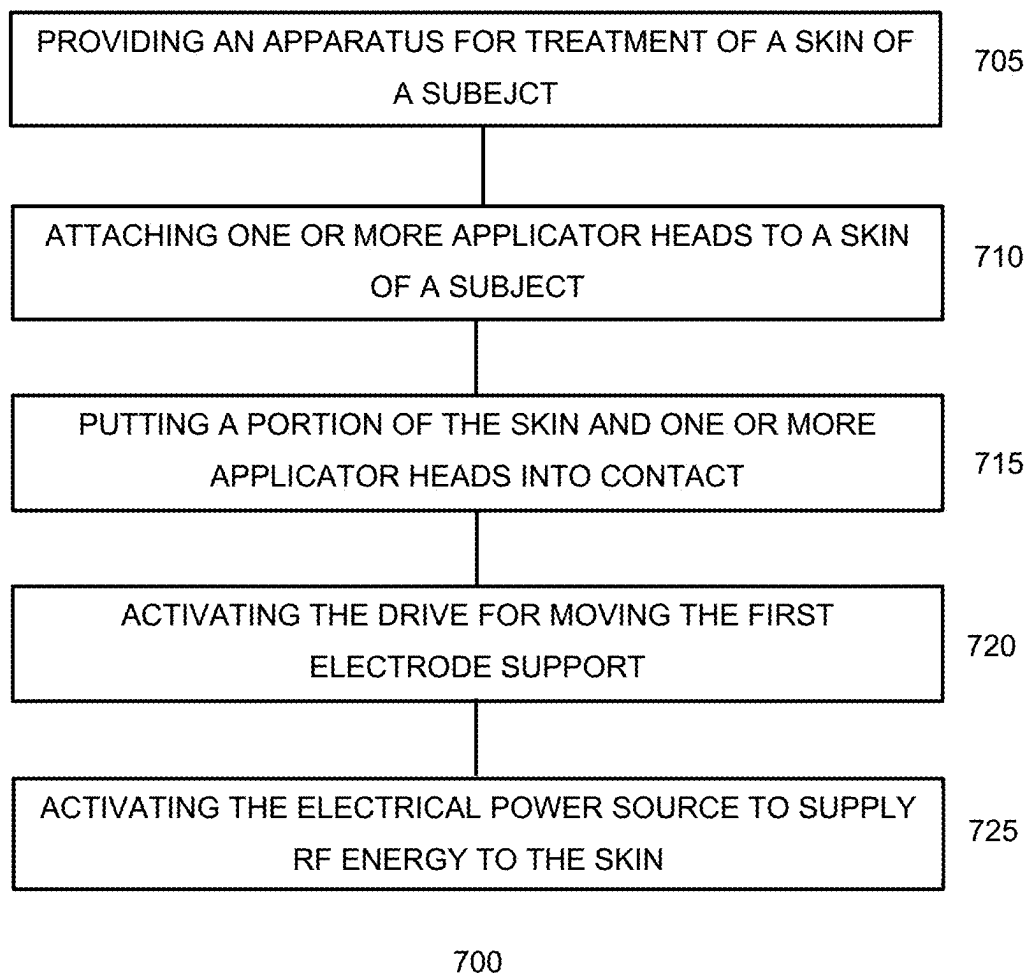 PROVIDING AN APPARATUS FOR TREATMENT OF A SKIN OF
A SUBEJCT
705
ATTACHING ONE OR MORE APPLICATOR HEADS TO A SKIN
OF A SUBJECT
710
PUTTING A PORTION OF THE SKIN AND ONE OR MORE
APPLICATOR HEADS INTO CONTACT
715
ACTIVATING THE DRIVE FOR MOVING THE FIRST
ELECTRODE SUPPORT
720
ACTIVATING THE ELECTRICAL POWER SOURCE TO SUPPLY
RF ENERGY TO THE SKIN
725
700